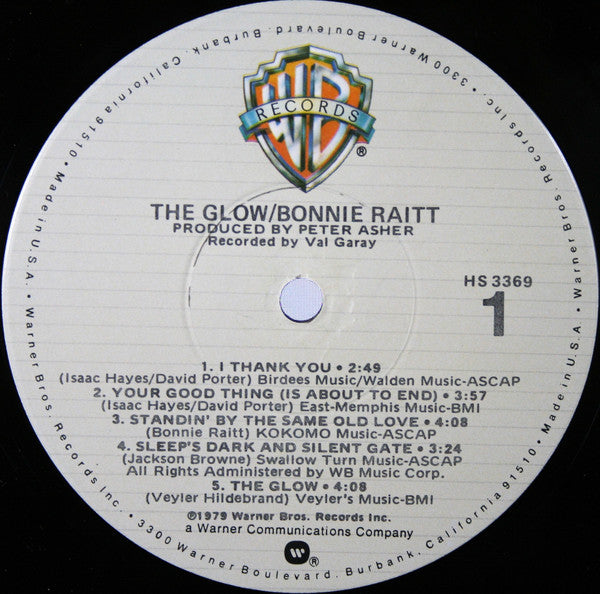 WB
RECORDS
®
THE GLOW/BONNIE RAITT
PRODUCED BY PETER ASHER
Recorded by Val Garay
HS 3369
1
1. I THANK YOU • 2:49
(Isaac Hayes/David Porter) Birdees Music/Walden Music-ASCAP
2. YOUR GOOD THING (IS ABOUT TO END) • 3:57
(Isaac Hayes/David Porter) East-Memphis Music-BMI
3. STANDIN' BY THE SAME OLD LOVE • 4:08
(Bonnie Raitt) KOKOMO Music-ASCAP
4. SLEEP'S DARK AND SILENT GATE • 3:24
(Jackson Browne) Swallow Turn Music-ASCAP
All Rights Administered by WB Music Corp.
5. THE GLOW • 4:08
(Veyler Hildebrand) Veyler's Music-BMI
℗1979 Warner Bros. Records Inc.
a Warner Communications Company
®
Made in U.S.A. • Warner Bros. Records Inc. • 3300 Warner Boulevard. Burbank, California 91510 • Made in U.S.A. • Warner Bros. Records Inc. • 3300 Warner Boulevard. Burbank, California 91510 •